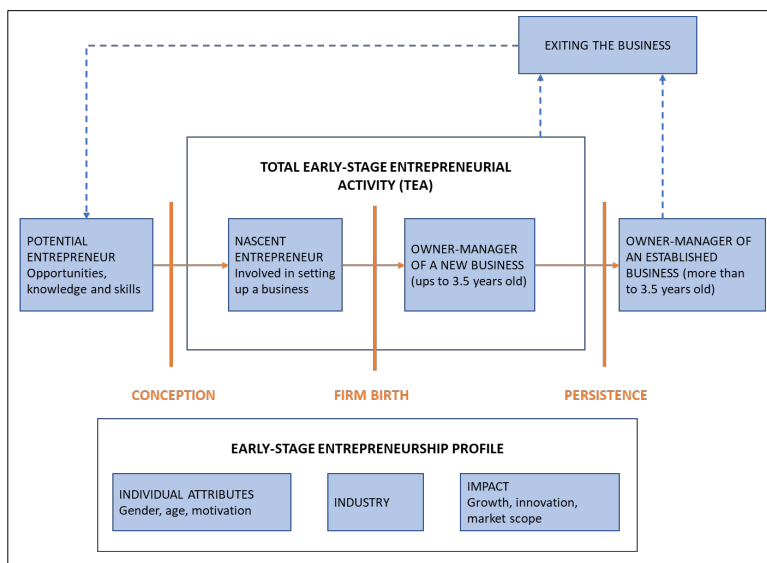 EXITING THE BUSINESS
TOTAL EARLY-STAGE ENTREPRENEURIAL
ACTIVITY (TEA)
POTENTIAL
ENTREPRENEUR
Opportunities,
knowledge and skills
NASCENT
ENTREPRENEUR
Involved in setting
up a business
OWNER-MANAGER
OF A NEW BUSINESS
(ups to 3.5 years old)
OWNER-MANAGER OF
AN ESTABLISHED
BUSINESS (more than
to 3.5 years old)
CONCEPTION
FIRM BIRTH
PERSISTENCE
EARLY-STAGE ENTREPRENEURSHIP PROFILE
INDIVIDUAL ATTRIBUTES
Gender, age, motivation
INDUSTRY
IMPACT
Growth, innovation,
market scope